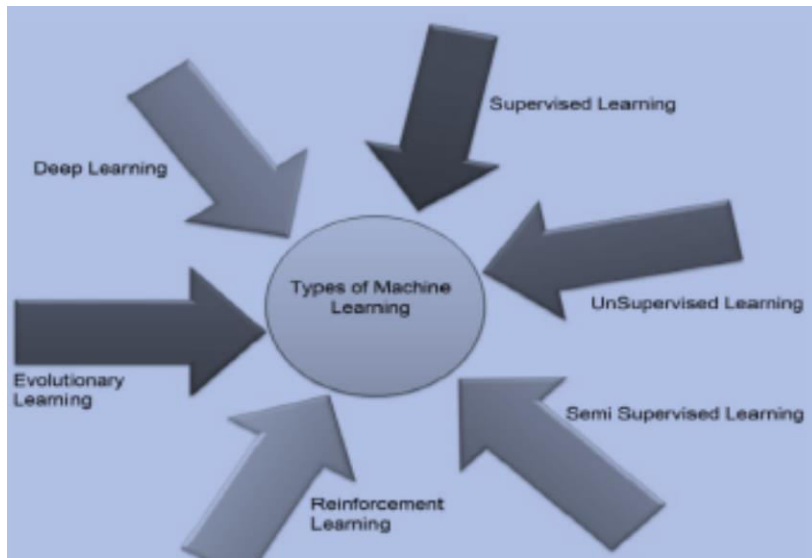 Supervised Learning
Deep Learning
Types of Machine
Learning
UnSupervised Learning
Evolutionary
Learning
Semi Supervised Learning
Reinforcement
Learning